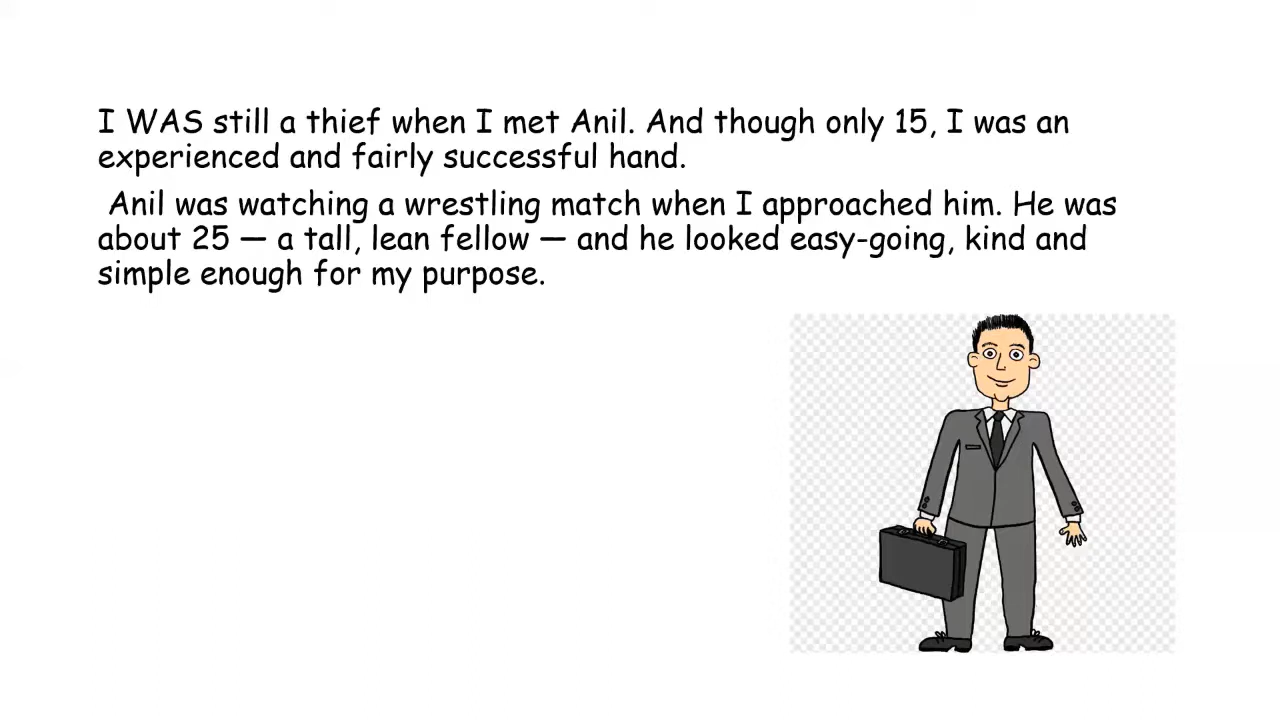 I WAS still a thief when I met Anil. And though only 15, I was an
experienced and fairly successful hand.
Anil was watching a wrestling match when I approached him. He was
about 25 — a tall, lean fellow — and he looked easy-going, kind and
simple enough for my purpose.